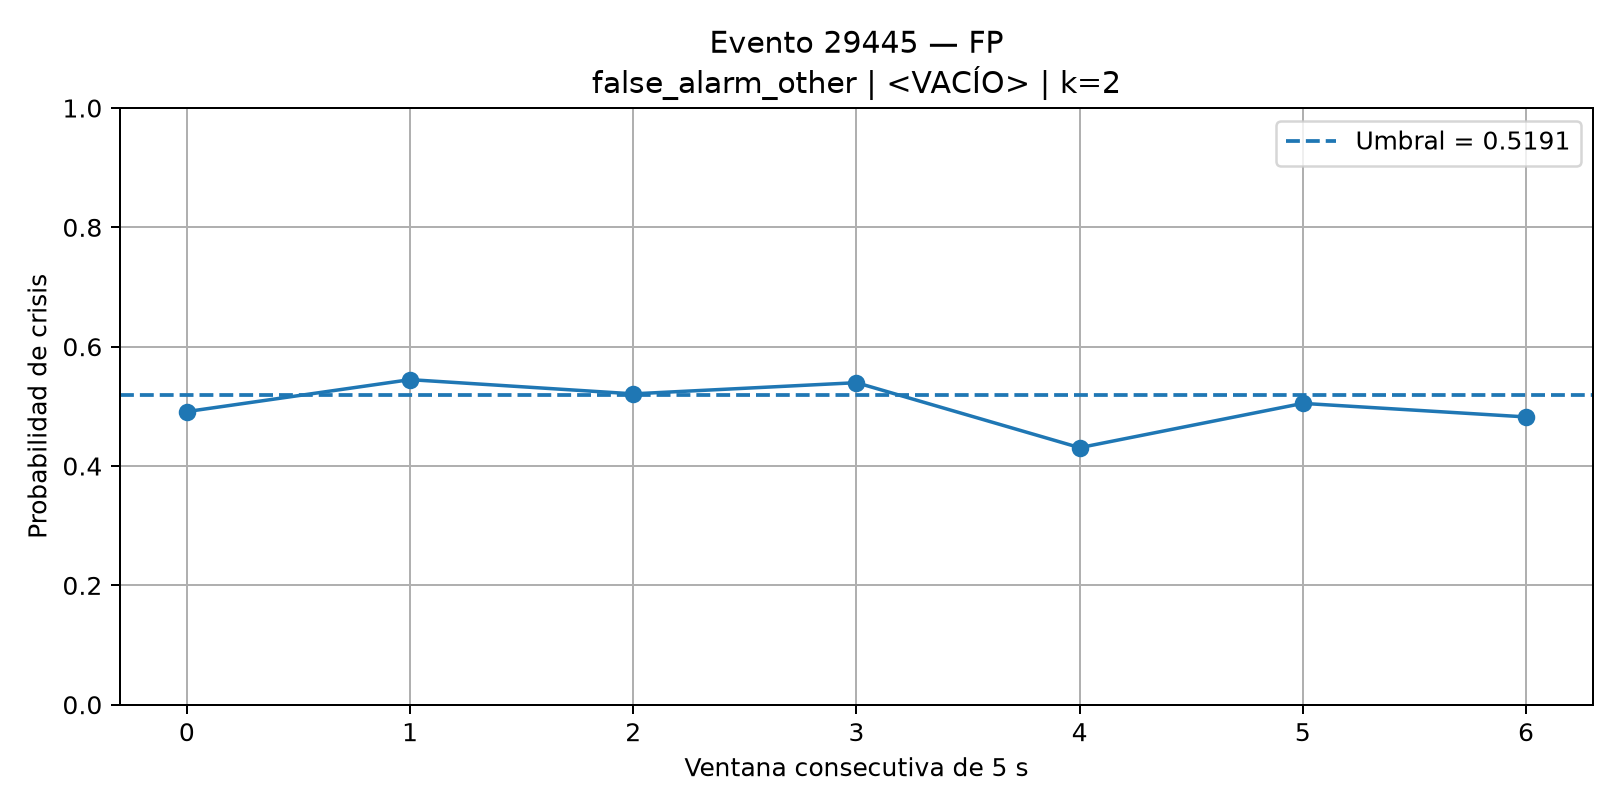 Evento 29445 — FP
false_alarm_other | <VACÍO> | k=2
Umbral = 0.5191
Probabilidad de crisis
1.0
0.8
0.6
0.4
0.2
0.0
0 1 2 3 4 5 6
Ventana consecutiva de 5 s